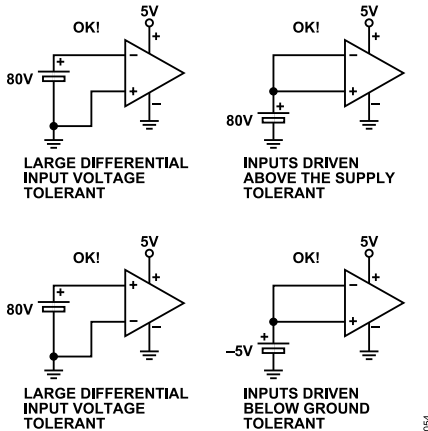 OK!
5V
+
+
–
80V
+
–
LARGE DIFFERENTIAL
INPUT VOLTAGE
TOLERANT
OK!
5V
+
–
+
+
80V
–
INPUTS DRIVEN
ABOVE THE SUPPLY
TOLERANT
OK!
5V
+
+
+
80V
–
–
LARGE DIFFERENTIAL
INPUT VOLTAGE
TOLERANT
OK!
5V
+
–
+
+
–5V
–
INPUTS DRIVEN
BELOW GROUND
TOLERANT
054